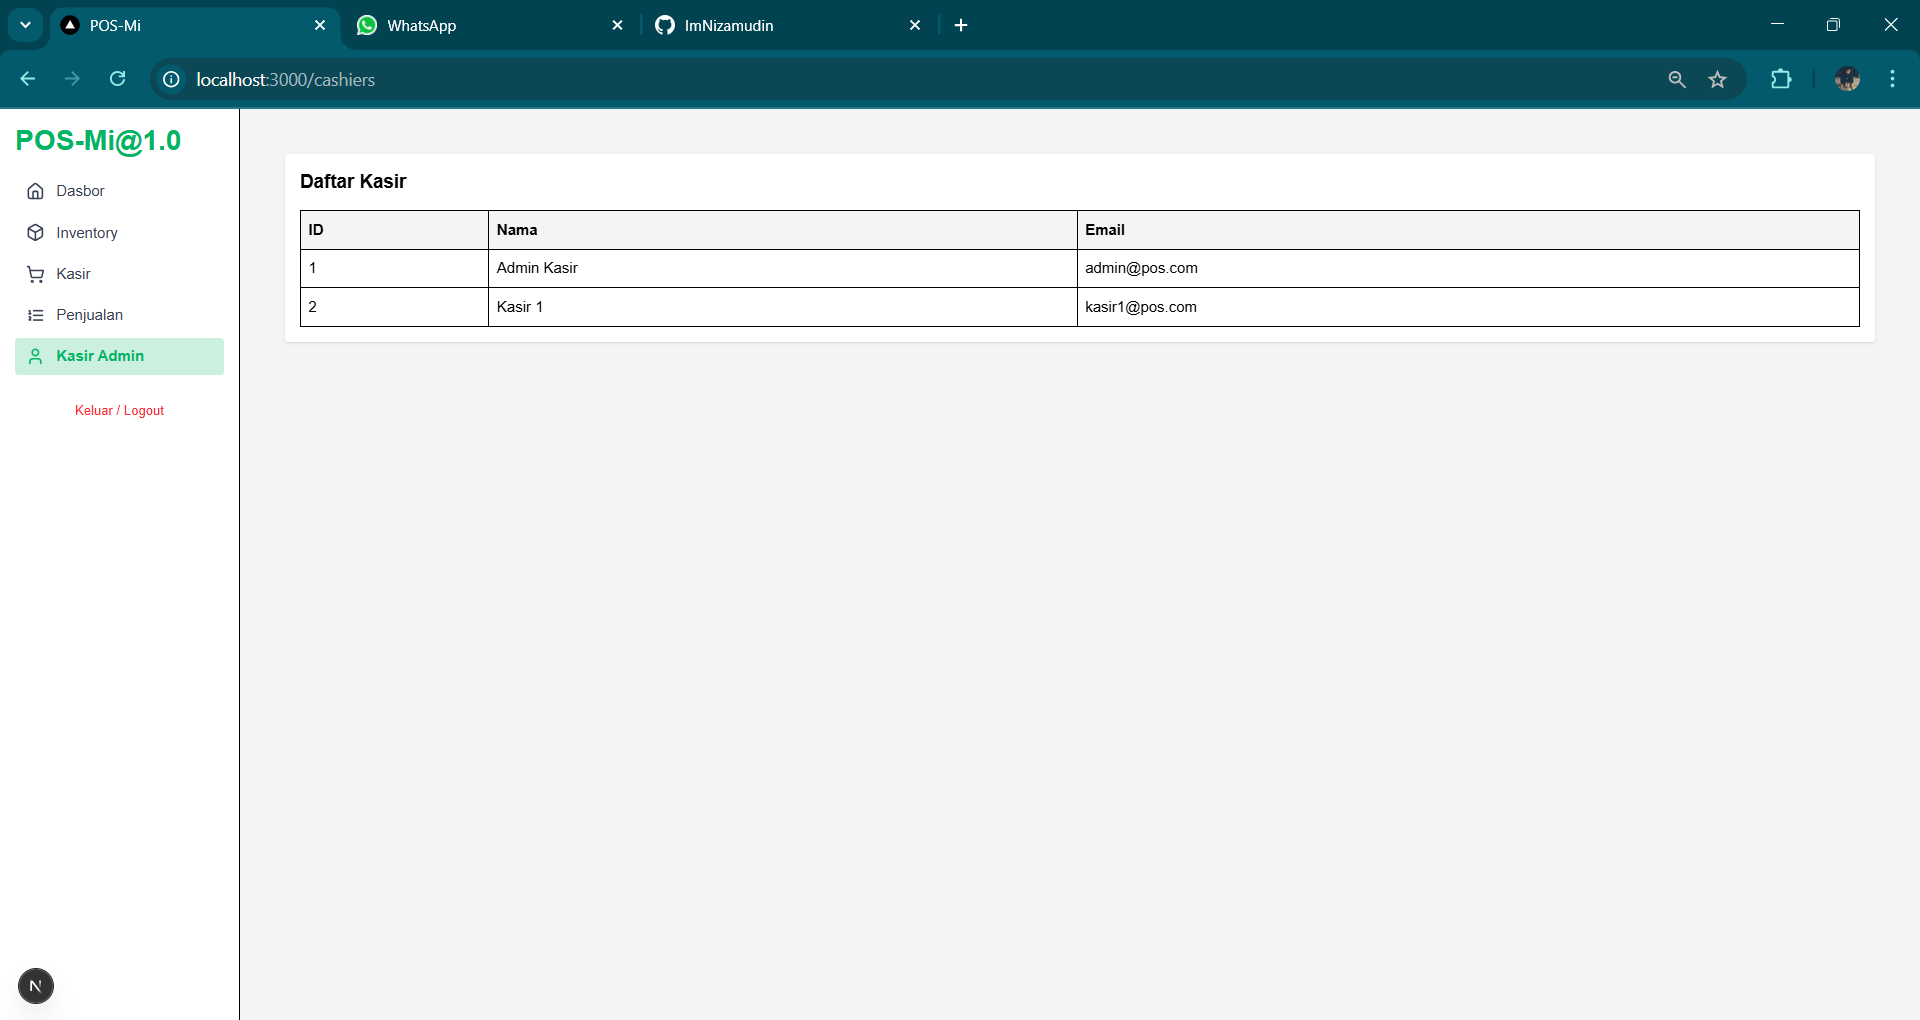 POS-Mi
WhatsApp
ImNizamudin
localhost:3000/cashiers
POS-Mi@1.0
Dasbor
Inventory
Kasir
Penjualan
Kasir Admin
Keluar / Logout
Daftar Kasir
ID Nama Email
1 Admin Kasir admin@pos.com
2 Kasir 1 kasir1@pos.com
N